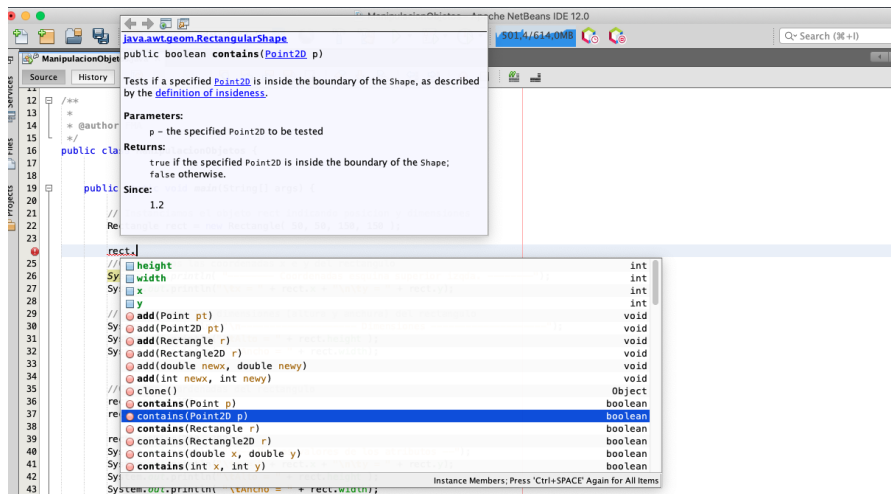 ManipulacionObjetos - Apache NetBeans IDE 12.0
501,4/614,0MB
Search (⌘+I)
ManipulacionObjet
Source History
Services
Files
Projects
java.awt.geom.RectangularShape
public boolean contains(Point2D p)
Tests if a specified Point2D is inside the boundary of the Shape, as described
by the definition of insideness.
Parameters:
p – the specified Point2D to be tested
Returns:
true if the specified Point2D is inside the boundary of the Shape;
false otherwise.
Since:
1.2
11
12 /**
13 *
14 * @author
15 */
16 public cla
17
18
19 public
20
21 //
22 Re
23
rect.
25 //
26 Sy
27 Sy
28
29 //
30 Sys
31 Sys
32 Sys
33
34
35 //
36 re
37 re
38
39 re
40 Sy
41 Sy
42 Sy
43 System.out.println( "\tAncho = " + rect.width);
height int
width int
x int
y int
add(Point pt) void
add(Point2D pt) void
add(Rectangle r) void
add(Rectangle2D r) void
add(double newx, double newy) void
add(int newx, int newy) void
clone() Object
contains(Point p) boolean
contains(Point2D p) boolean
contains(Rectangle r) boolean
contains(Rectangle2D r) boolean
contains(double x, double y) boolean
contains(int x, int y) boolean
Instance Members; Press 'Ctrl+SPACE' Again for All Items